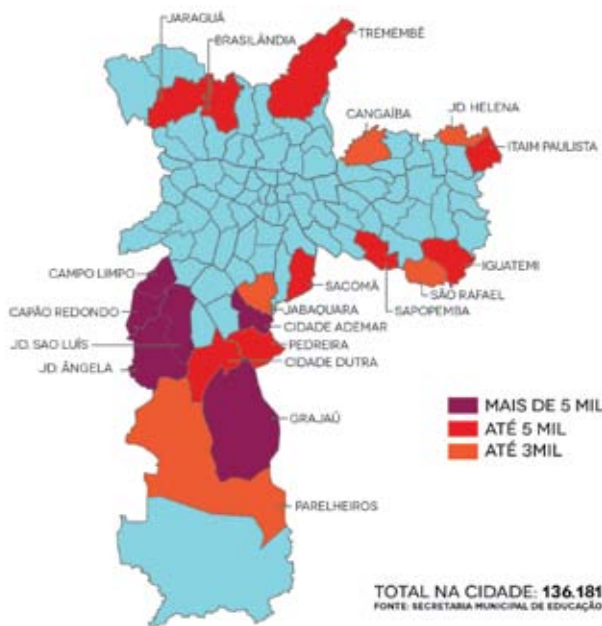 JARAGUÁ
BRASILÂNDIA
TREMEMBÉ
CANGAÍBA
JD. HELENA
ITAIM PAULISTA
CAMPO LIMPO
CAPÃO REDONDO
JD. SAO LUÍS
JD. ÂNGELA
SACOMÃ
JABAQUARA
CIDADE ADEMAR
PEDREIRA
CIDADE DUTRA
IGUATEMI
SÃO RAFAEL
SAPOPEMBA
GRAJAÚ
PARELHEIROS
MAIS DE 5 MIL
ATÉ 5 MIL
ATÉ 3MIL
TOTAL NA CIDADE: 136.181
FONTE: SECRETARIA MUNICIPAL DE EDUCAÇÃO